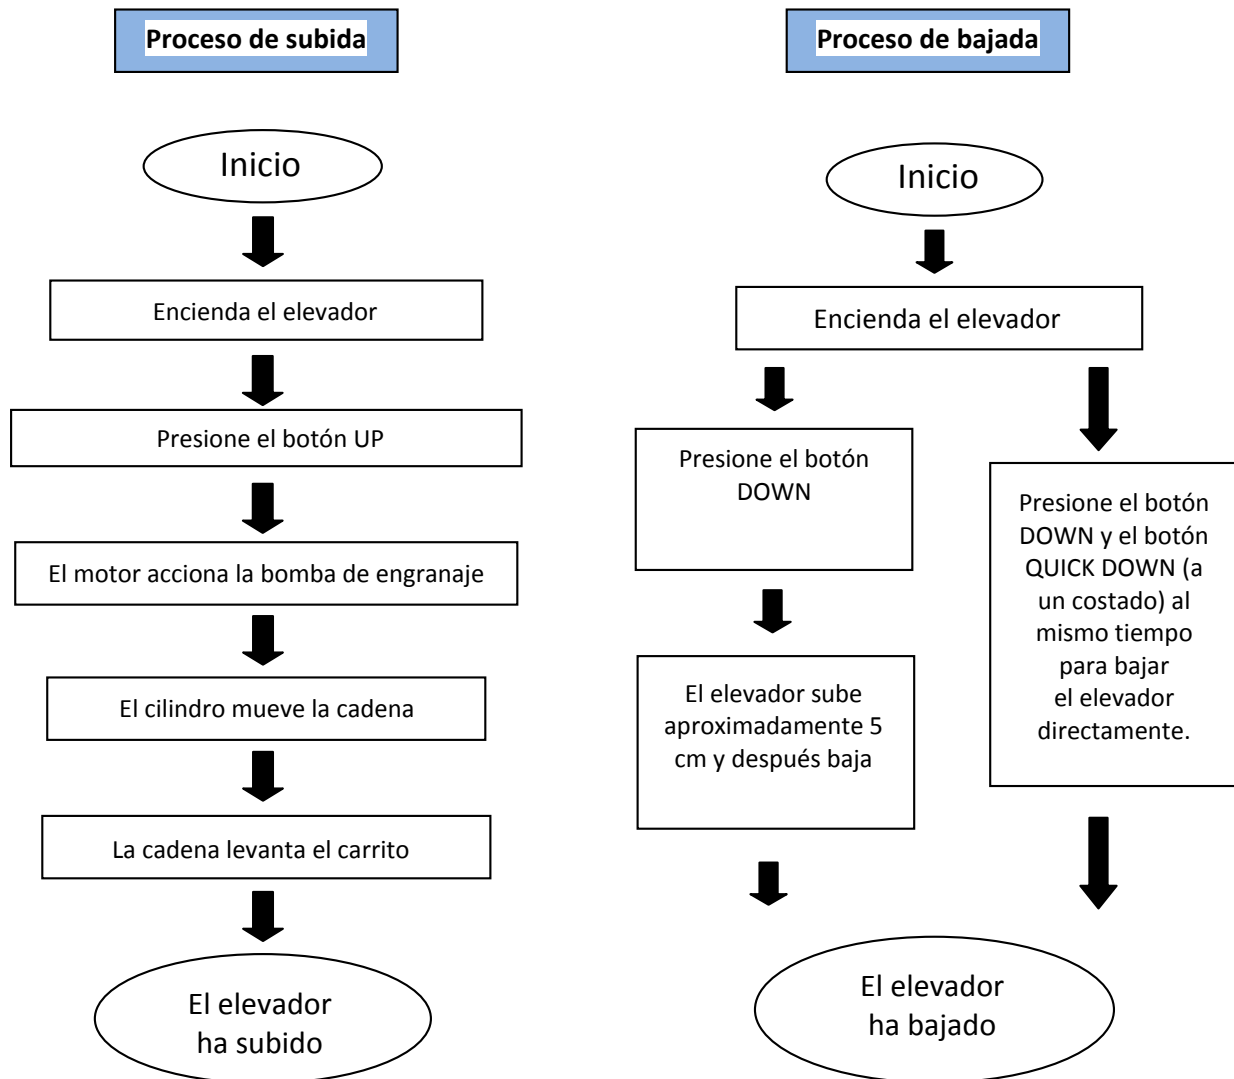 Proceso de subida
Inicio
Encienda el elevador
Presione el botón UP
El motor acciona la bomba de engranaje
El cilindro mueve la cadena
La cadena levanta el carrito
El elevador
ha subido
Proceso de bajada
Inicio
Encienda el elevador
Presione el botón
DOWN
El elevador sube
aproximadamente 5
cm y después baja
Presione el botón
DOWN y el botón
QUICK DOWN (a
un costado) al
mismo tiempo
para bajar
el elevador
directamente.
El elevador
ha bajado